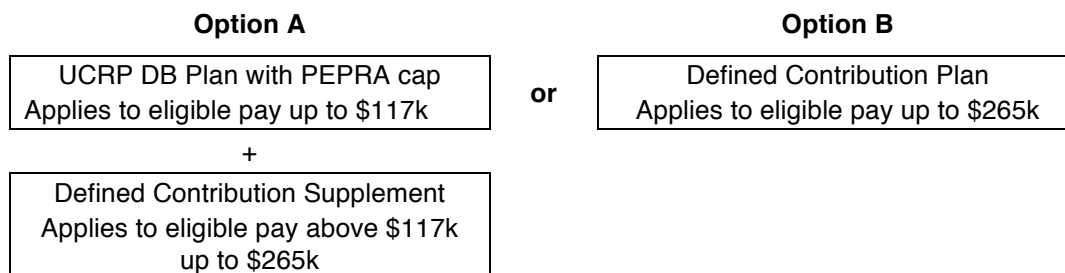 Option A
UCRP DB Plan with PEPRA cap
Applies to eligible pay up to $117k
+
Defined Contribution Supplement
Applies to eligible pay above $117k
up to $265k
or
Option B
Defined Contribution Plan
Applies to eligible pay up to $265k